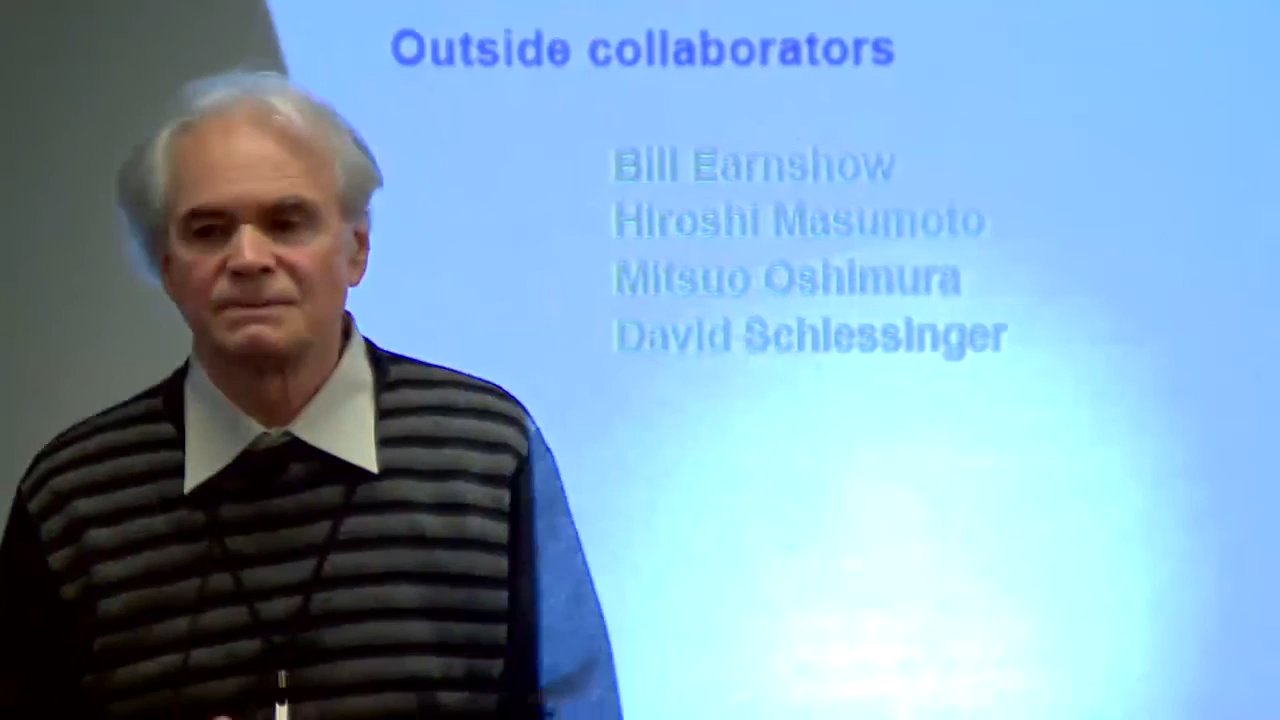 Outside collaborators
Bill Earnshow
Hiroshi Masumoto
Mitsuo Oshimura
David Schlessinger